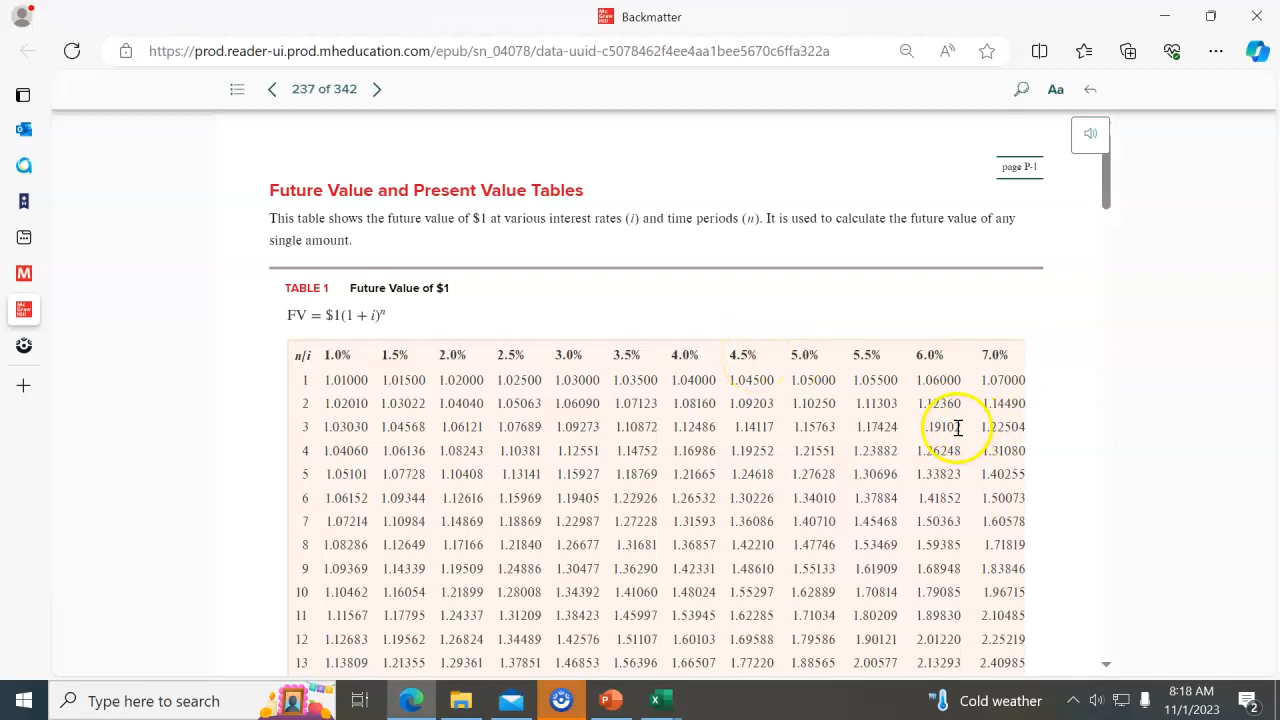 Mc Graw Hill Backmatter
https://prod.reader-ui.prod.mheducation.com/epub/sn_04078/data-uuid-c5078462f4ee4aa1bee5670c6ffa322a
237 of 342 Aa
page P-1
Future Value and Present Value Tables
This table shows the future value of $1 at various interest rates (i) and time periods (n). It is used to calculate the future value of any
single amount.
TABLE 1 Future Value of $1
FV = $1(1 + i)ⁿ
n/i 1.0% 1.5% 2.0% 2.5% 3.0% 3.5% 4.0% 4.5% 5.0% 5.5% 6.0% 7.0%
1 1.01000 1.01500 1.02000 1.02500 1.03000 1.03500 1.04000 1.04500 1.05000 1.05500 1.06000 1.07000
2 1.02010 1.03022 1.04040 1.05063 1.06090 1.07123 1.08160 1.09203 1.10250 1.11303 1.12360 1.14490
3 1.03030 1.04568 1.06121 1.07689 1.09273 1.10872 1.12486 1.14117 1.15763 1.17424 1.22504
4 1.04060 1.06136 1.08243 1.10381 1.12551 1.14752 1.16986 1.19252 1.21551 1.23882 1.26248 1.31080
5 1.05101 1.07728 1.10408 1.13141 1.15927 1.18769 1.21665 1.24618 1.27628 1.30696 1.33823 1.40255
6 1.06152 1.09344 1.12616 1.15969 1.19405 1.22926 1.26532 1.30226 1.34010 1.37884 1.41852 1.50073
7 1.07214 1.10984 1.14869 1.18869 1.22987 1.27228 1.31593 1.36086 1.40710 1.45468 1.50363 1.60578
8 1.08286 1.12649 1.17166 1.21840 1.26677 1.31681 1.36857 1.42210 1.47746 1.53469 1.59385 1.71819
9 1.09369 1.14339 1.19509 1.24886 1.30477 1.36290 1.42331 1.48610 1.55133 1.61909 1.68948 1.83846
10 1.10462 1.16054 1.21899 1.28008 1.34392 1.41060 1.48024 1.55297 1.62889 1.70814 1.79085 1.96715
11 1.11567 1.17795 1.24337 1.31209 1.38423 1.45997 1.53945 1.62285 1.71034 1.80209 1.89830 2.10485
12 1.12683 1.19562 1.26824 1.34489 1.42576 1.51107 1.60103 1.69588 1.79586 1.90121 2.01220 2.25219
13 1.13809 1.21355 1.29361 1.37851 1.46853 1.56396 1.66507 1.77220 1.88565 2.00577 2.13293 2.40985
Type here to search
Cold weather
8:18 AM
11/1/2023
2